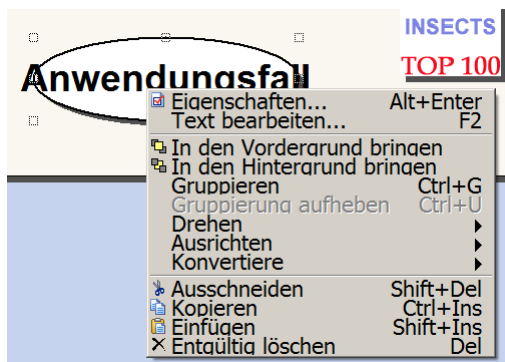 INSECTS
TOP 100
Anwendungsfall
Eigenschaften... Alt+Enter
Text bearbeiten... F2
In den Vordergrund bringen
In den Hintergrund bringen
Gruppieren Ctrl+G
Gruppierung aufheben Ctrl+U
Drehen
Ausrichten
Konvertiere
Ausschneiden Shift+Del
Kopieren Ctrl+Ins
Einfügen Shift+Ins
Entgültig löschen Del